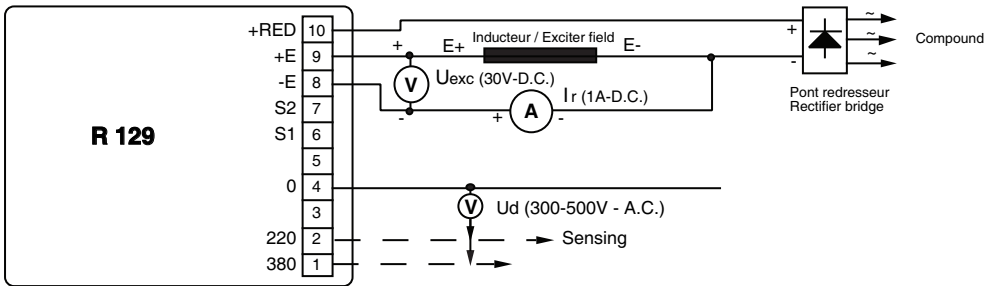 +RED 10
+E 9
-E 8
S2 7
S1 6
5
0 4
3
220 2
380 1
R 129
+ E+ Inducteur / Exciter field E-
V Uexc (30V-D.C.)
-
+ A - Ir (1A-D.C.)
+
-
~
~
~
Compound
Pont redresseur
Rectifier bridge
V Ud (300-500V - A.C.)
Sensing